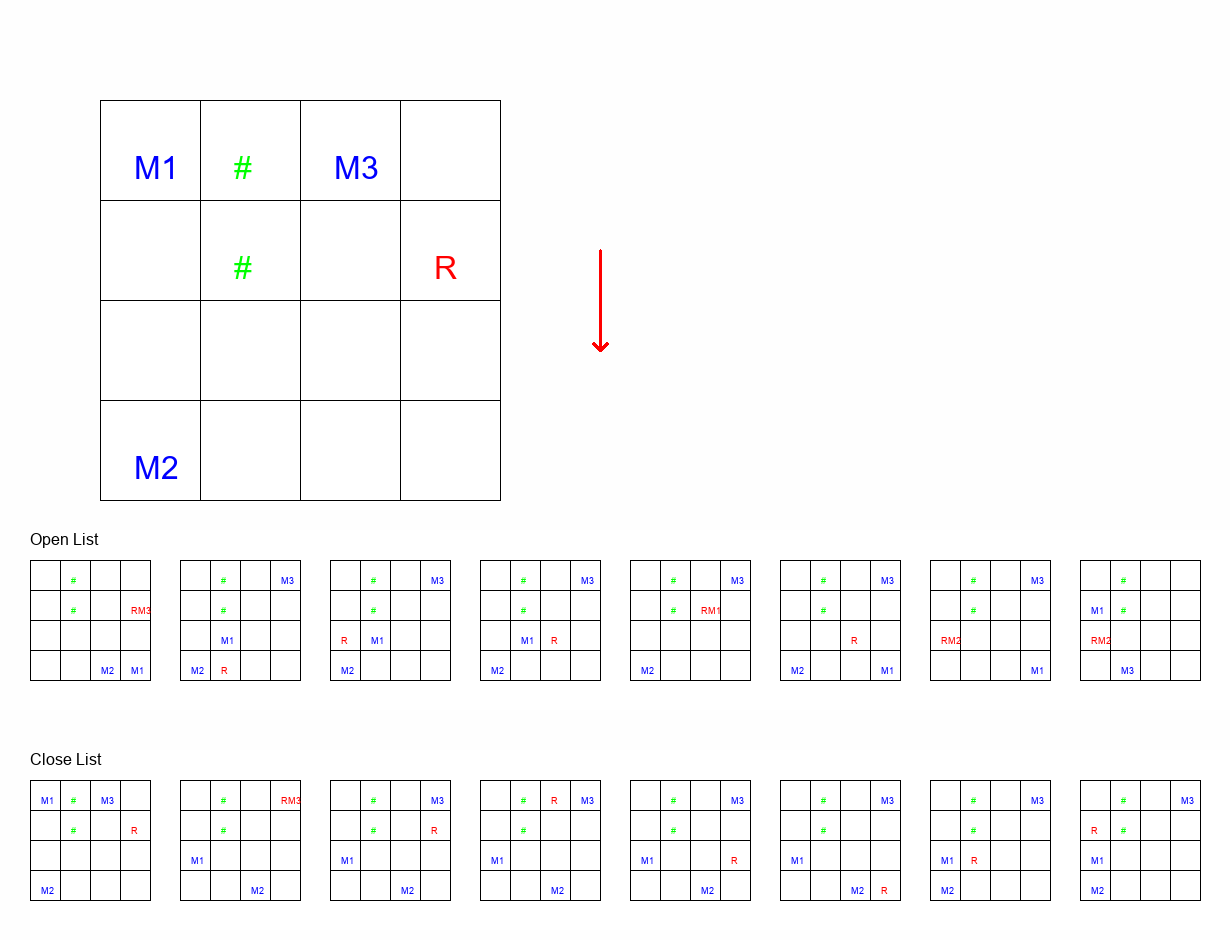 M1 # M3
# R
M2
Open List
# # M3 # M3 # M3 # M3 # M3 # M3 #
# RM3 # # # # RM1 # # M1 #
M1 R M1 M1 R R RM2 RM2
M2 M1 M2 R M2 M2 M2 M2 M1 M1 M3
Close List
M1 # M3 # RM3 # M3 # R M3 # M3 # M3 # M3 # M3
# R # # R # # # # R #
M1 M1 M1 M1 R M1 M1 R M1
M2 M2 M2 M2 M2 M2 R M2 M2